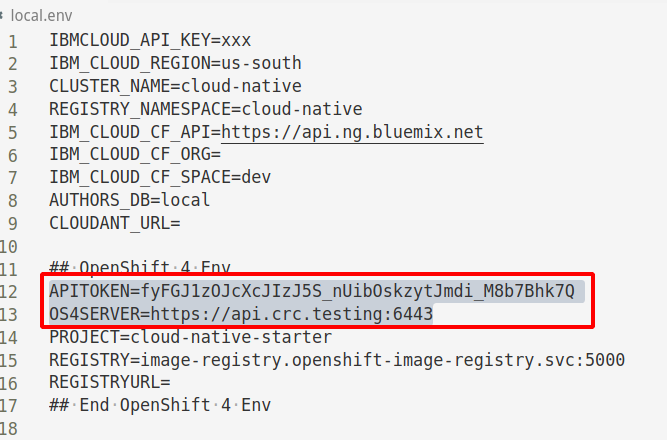 local.env
1 IBMCLOUD_API_KEY=xxx
2 IBM_CLOUD_REGION=us-south
3 CLUSTER_NAME=cloud-native
4 REGISTRY_NAMESPACE=cloud-native
5 IBM_CLOUD_CF_API=https://api.ng.bluemix.net
6 IBM_CLOUD_CF_ORG=
7 IBM_CLOUD_CF_SPACE=dev
8 AUTHORS_DB=local
9 CLOUDANT_URL=
10
11 ## OpenShift 4 Env
12 APITOKEN=fyFGJ1zOJcXcJIzJ5S_nUibOskzytJmdi_M8b7Bhk7Q
13 OS4SERVER=https://api.crc.testing:6443
14 PROJECT=cloud-native-starter
15 REGISTRY=image-registry.openshift-image-registry.svc:5000
16 REGISTRYURL=
17 ## End OpenShift 4 Env
18